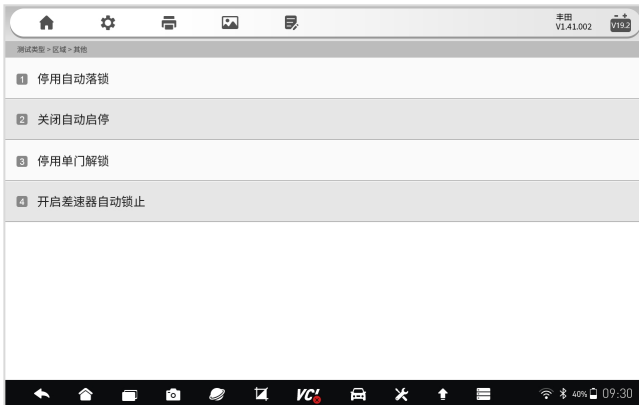 丰田
V1.41.002
V19.2
测试类型 > 区域 > 其他
1 停用自动落锁
2 关闭自动启停
3 停用单门解锁
4 开启差速器自动锁止
VCI
40%
09:30